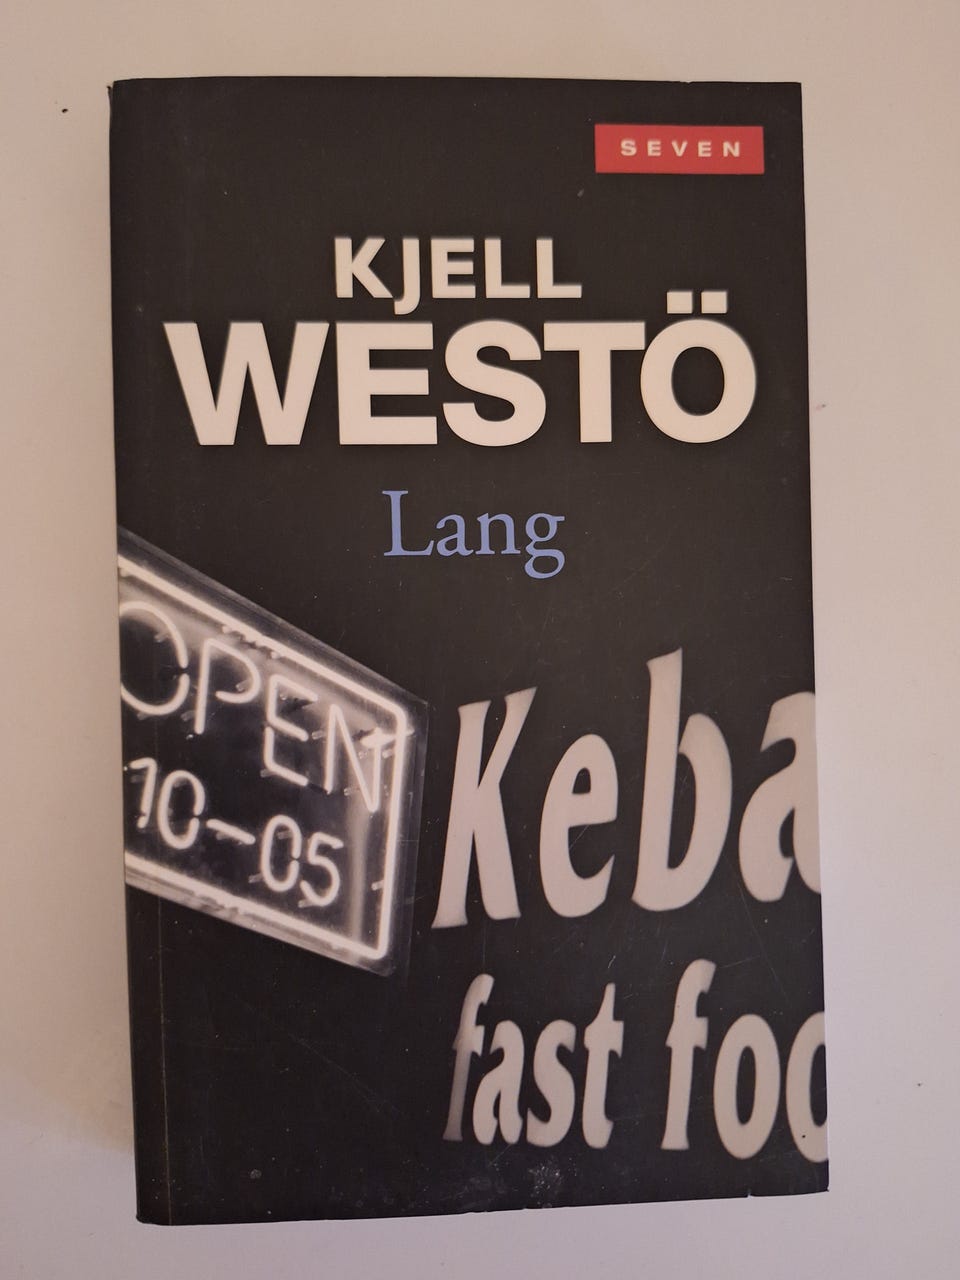 SEVEN
KJELL
WESTÖ
Lang
OPEN
10-05
Keba
fast foo